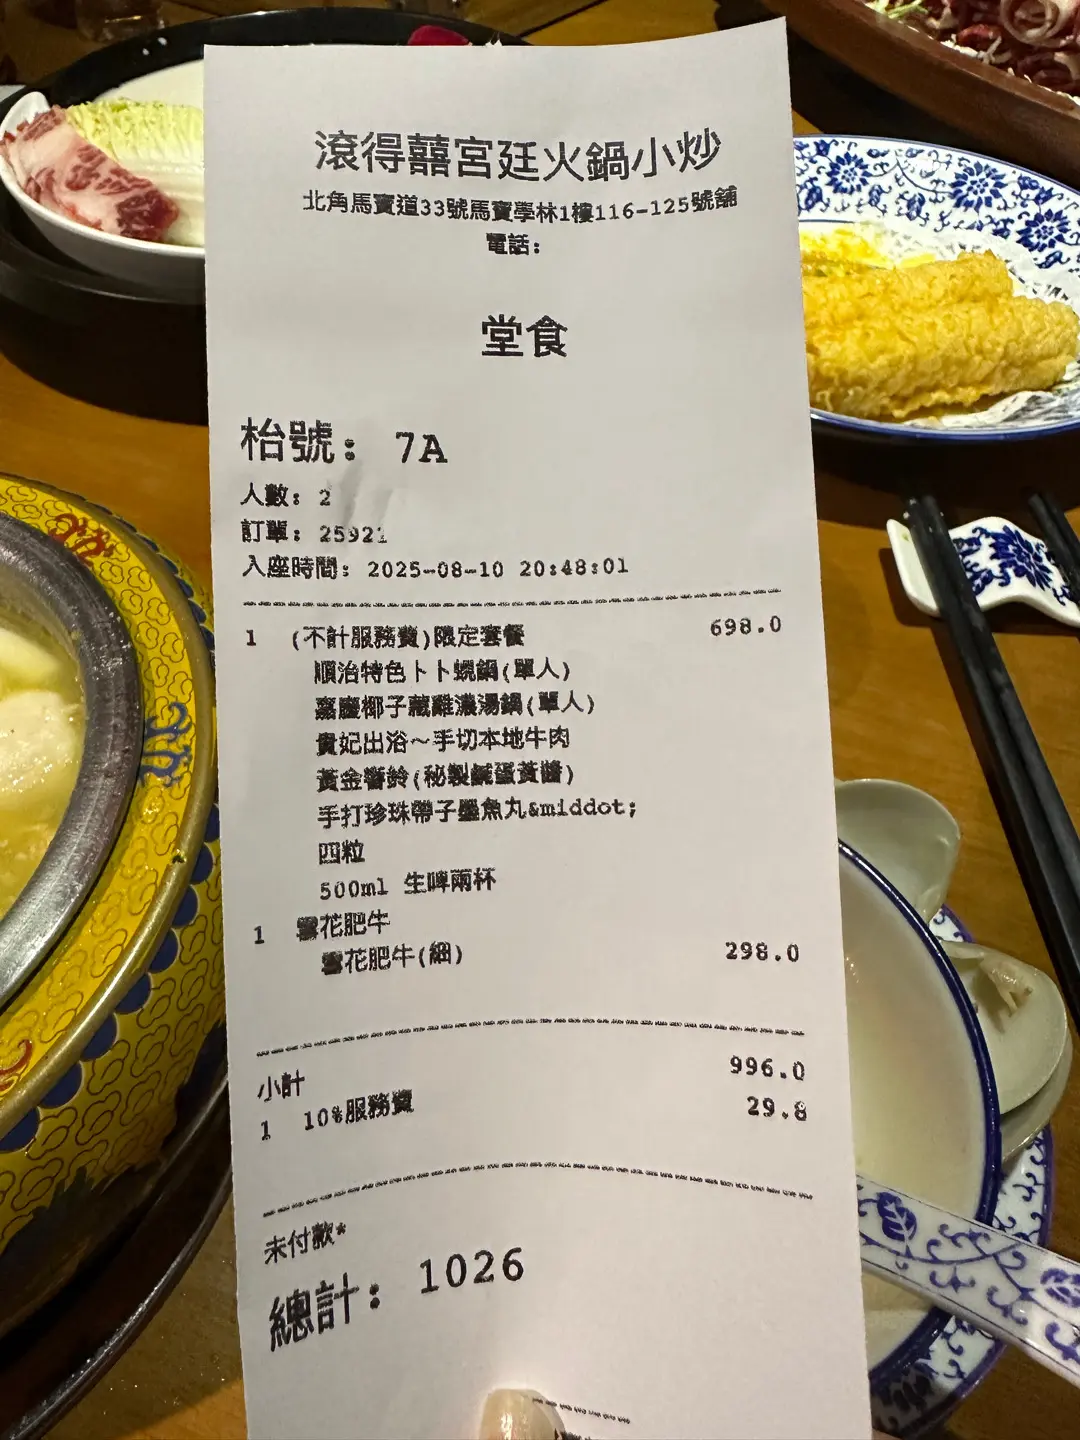 滾得囍宮廷火鍋小炒
北角馬寶道33號馬寶學林1樓116-125號舖
電話:
堂食
枱號: 7A
人數: 2
訂單: 25921
入座時間: 2025-08-10 20:48:01
1 (不計服務費)限定套餐 698.0
順治特色卜卜蜆鍋(單人)
嘉慶椰子藏雞濃湯鍋(單人)
貴妃出浴～手切本地牛肉
黃金響鈴(秘製鹹蛋黃醬)
手打珍珠帶子墨魚丸&middot;
四粒
500ml 生啤兩杯
1 雪花肥牛
雪花肥牛(細) 298.0
小計 996.0
1 10%服務費 29.8
未付款*
總計: 1026